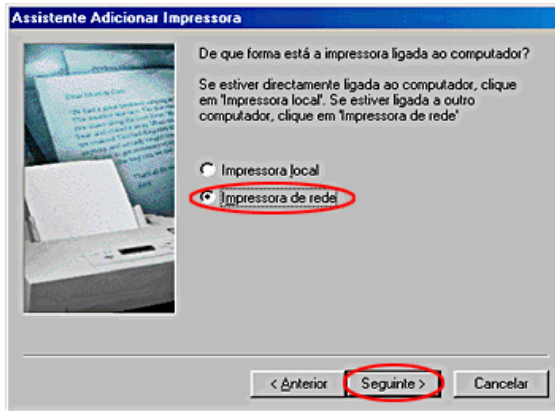 Assistente Adicionar Impressora
De que forma está a impressora ligada ao computador?
Se estiver directamente ligada ao computador, clique
em 'Impressora local'. Se estiver ligada a outro
computador, clique em 'Impressora de rede'
Impressora local
Impressora de rede
< Anterior
Seguinte >
Cancelar